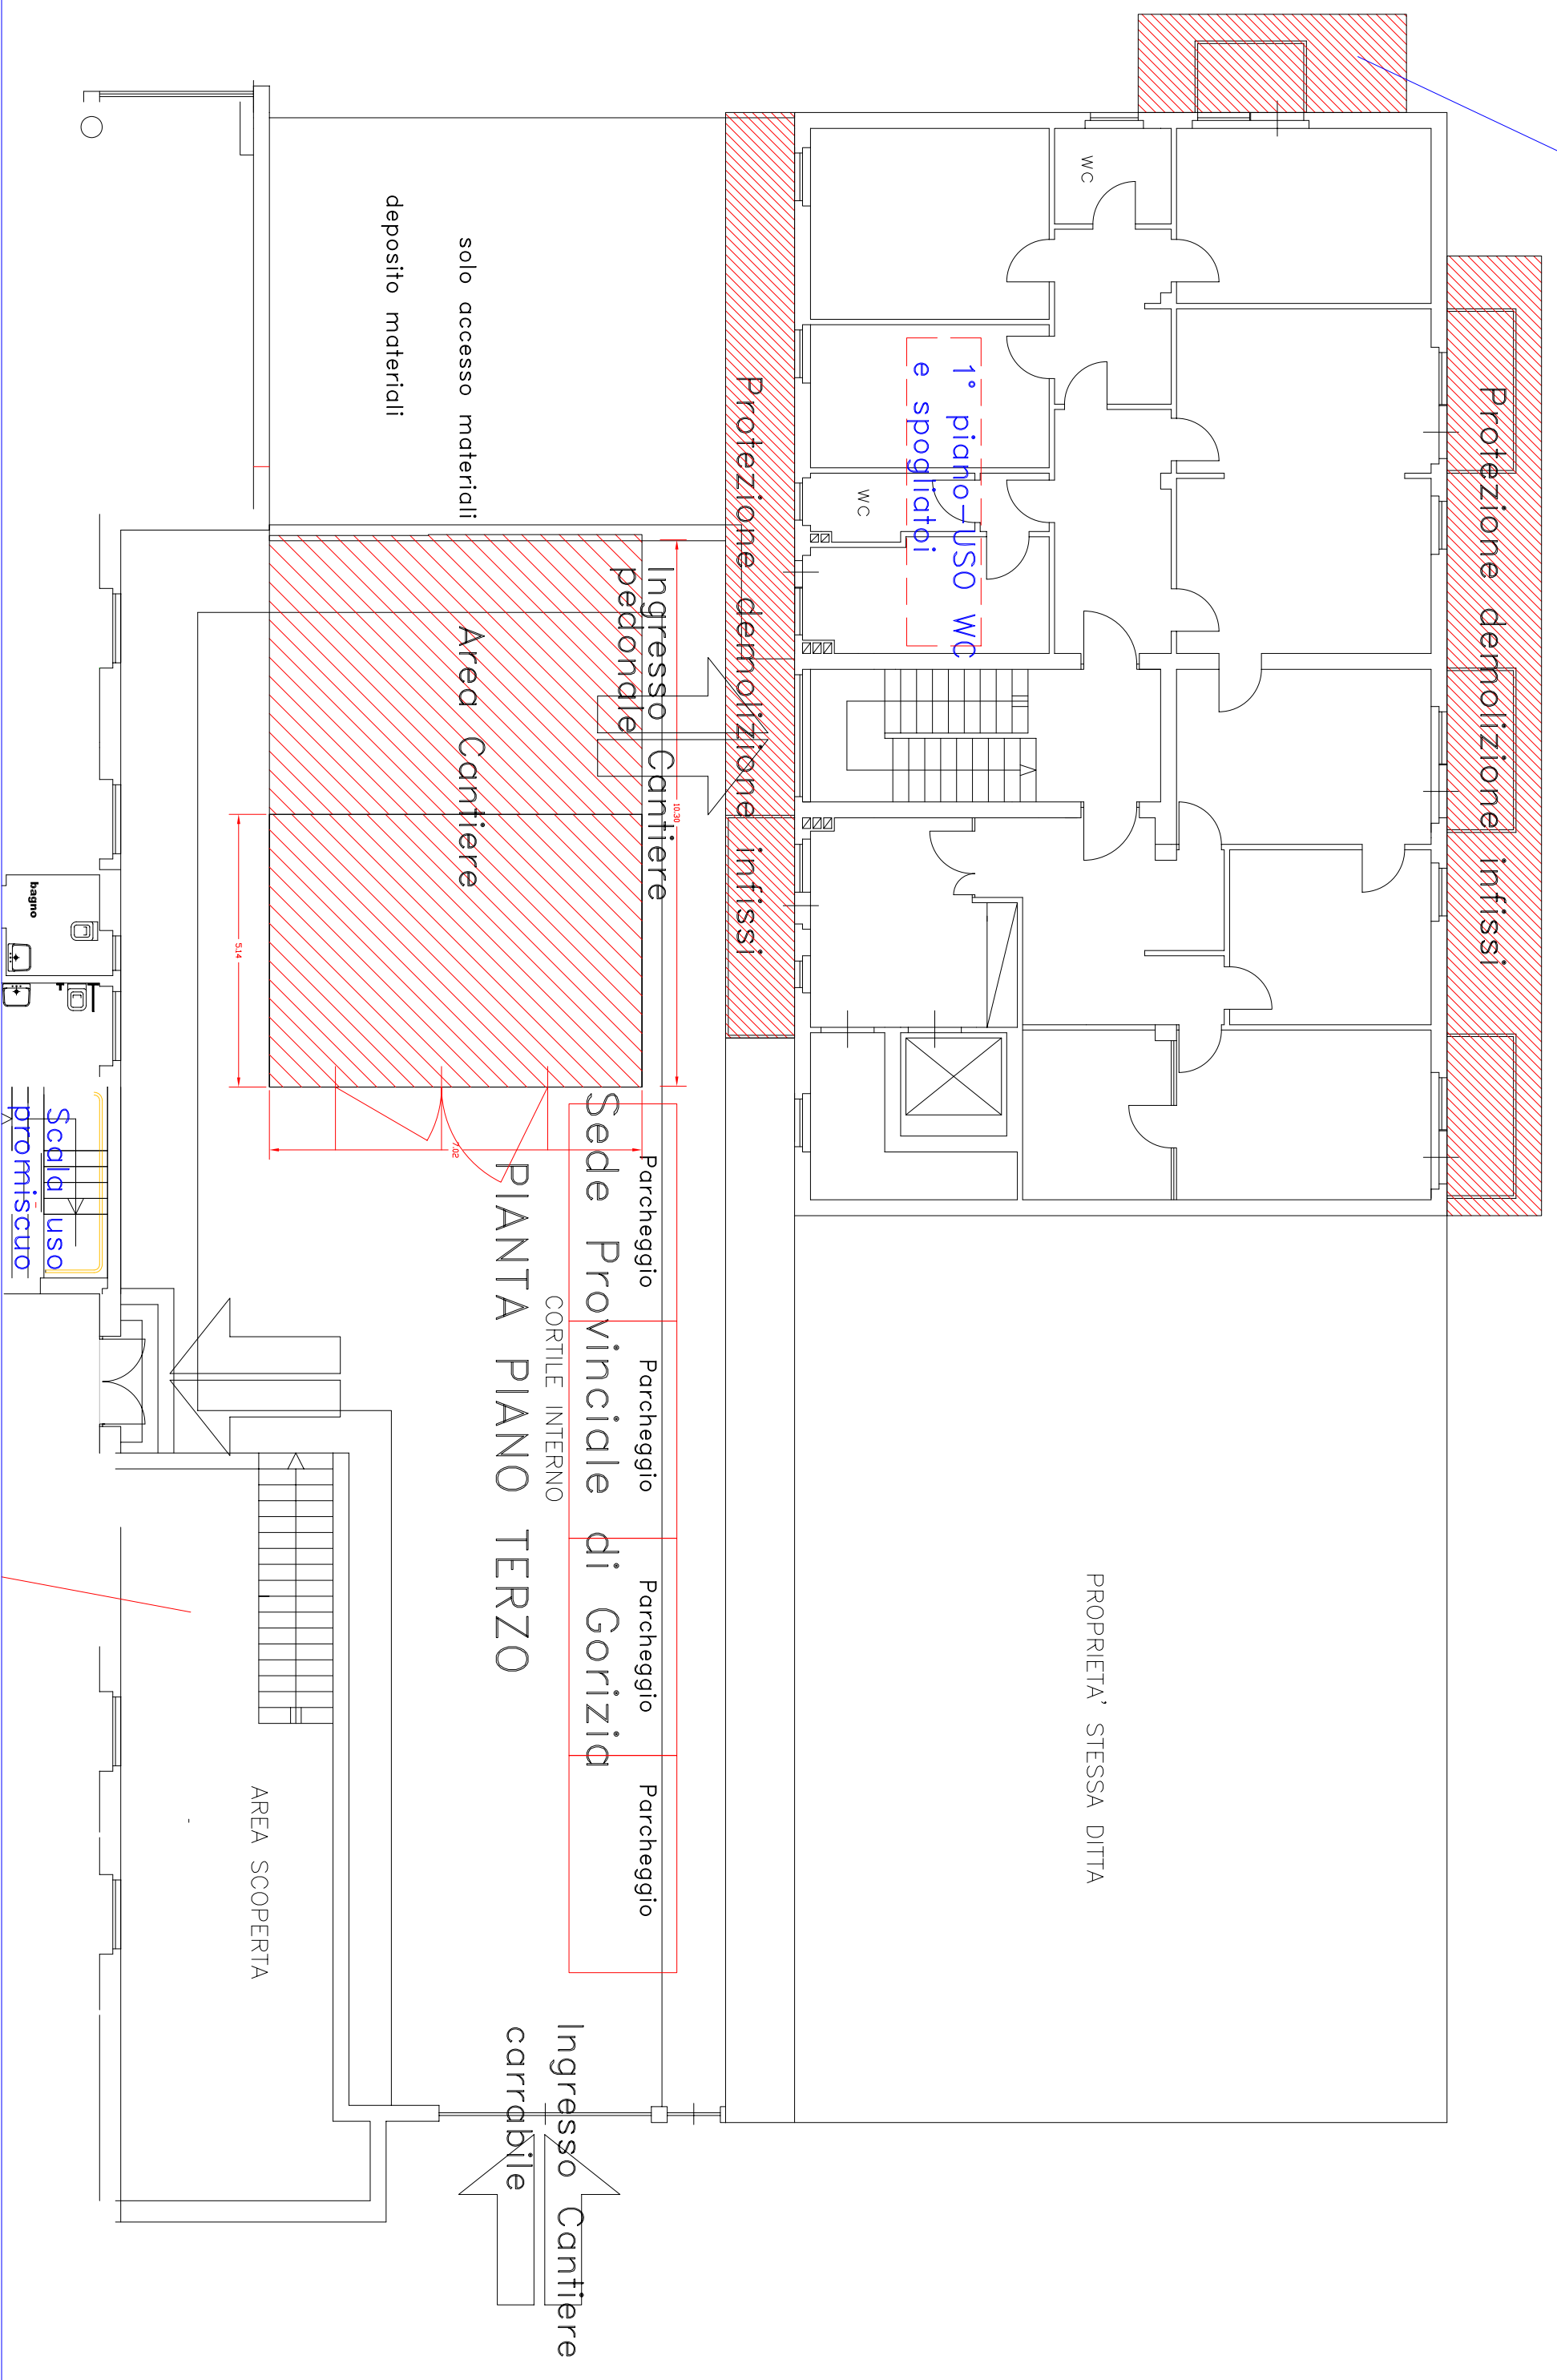 Protezione demolizione infissi
WC
1° piano-USO WC
e spogliatoi
WC
Protezione demolizione infissi
PROPRIETA' STESSA DITTA
Ingresso Cantiere
pedonale
10.30
solo accesso materiali
deposito materiali
Area Cantiere
5.14
7.02
Parcheggio
Parcheggio
Parcheggio
Parcheggio
Sede Provinciale di Gorizia
CORTILE INTERNO
PIANTA PIANO TERZO
Ingresso Cantiere
carrabile
AREA SCOPERTA
bagno
Scala uso
promiscuo